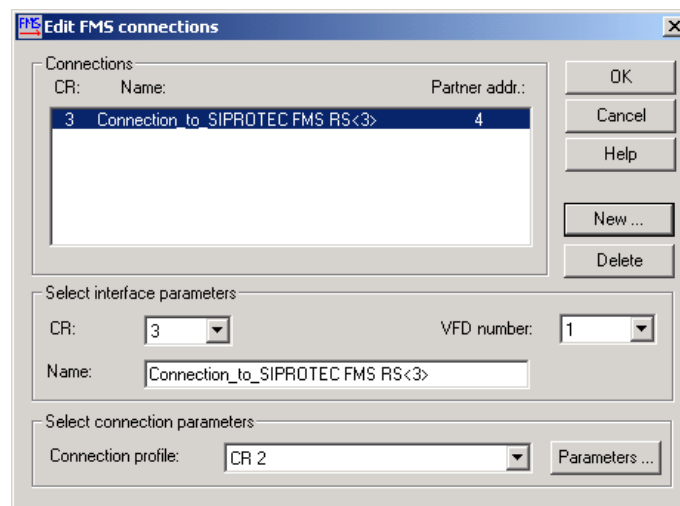 FMS Edit FMS connections
Connections
CR: Name: Partner addr.:
3 Connection_to_SIPROTEC FMS RS<3> 4
OK
Cancel
Help
New ...
Delete
Select interface parameters
CR: 3 VFD number: 1
Name: Connection_to_SIPROTEC FMS RS<3>
Select connection parameters
Connection profile: CR 2 Parameters ...